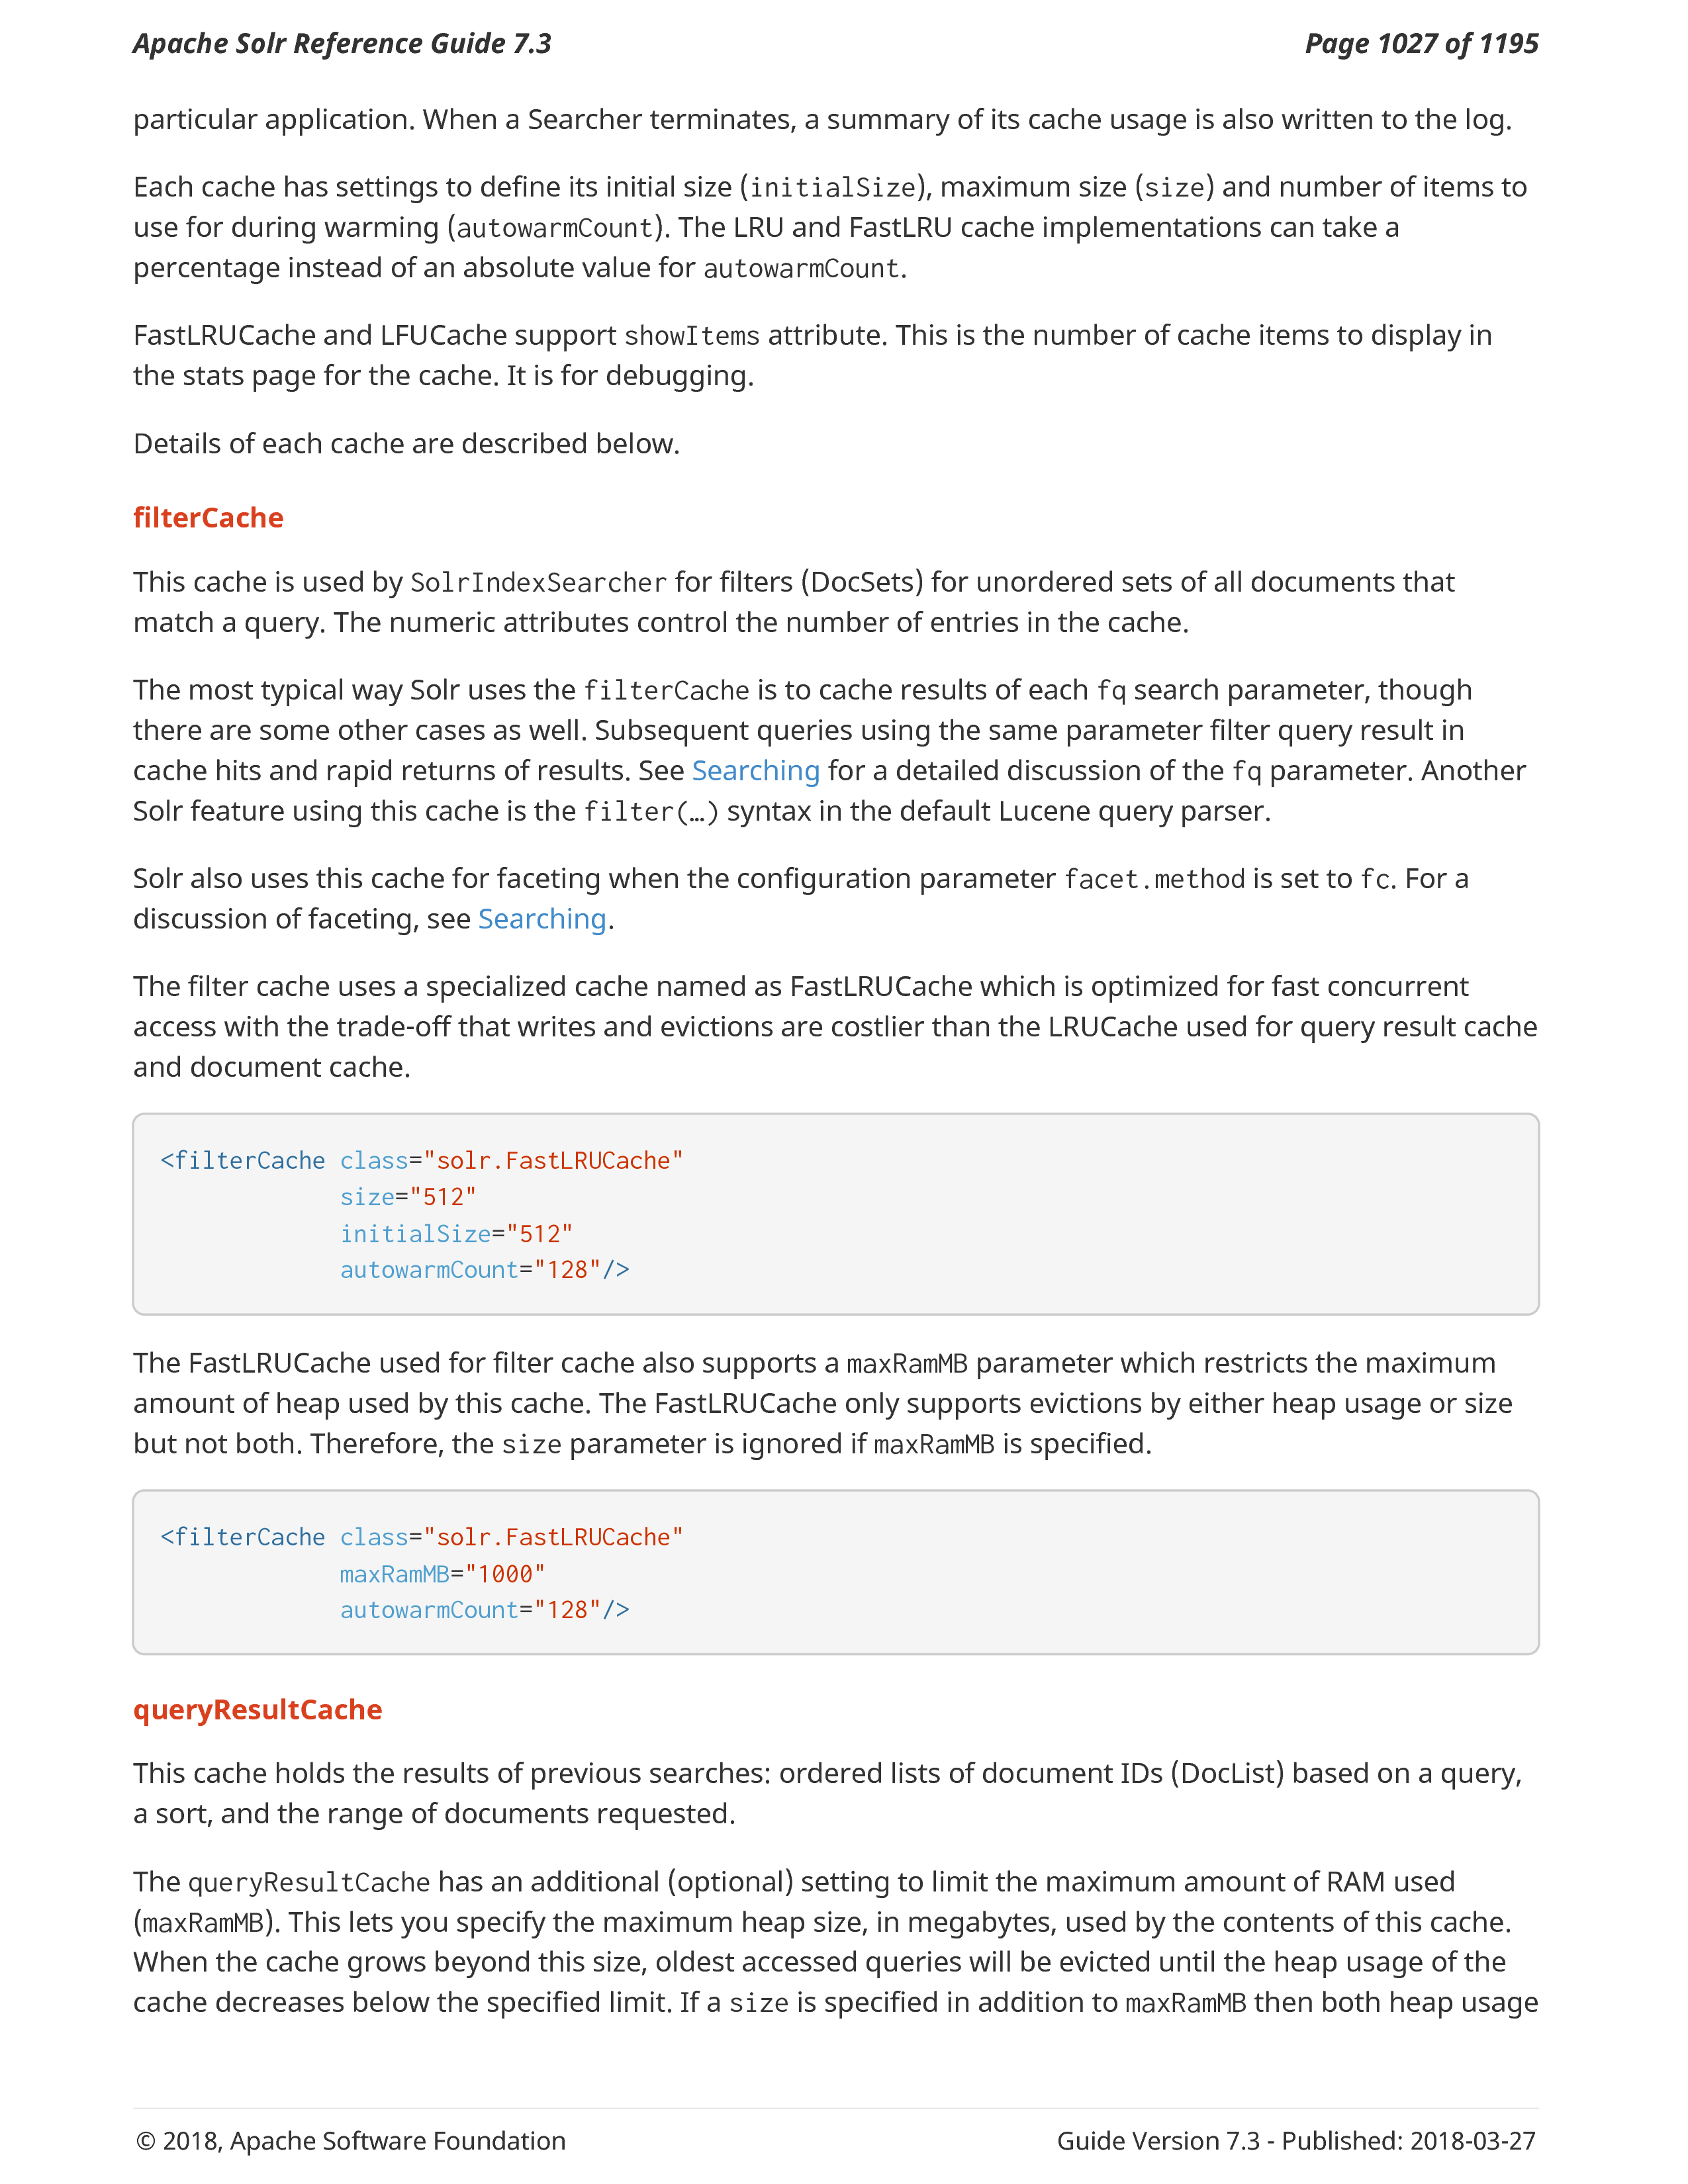 Apache Solr Reference Guide 7.3 Page 1027 of 1195
particular application. When a Searcher terminates, a summary of its cache usage is also written to the log.
Each cache has settings to define its initial size (initialSize), maximum size (size) and number of items to
use for during warming (autowarmCount). The LRU and FastLRU cache implementations can take a
percentage instead of an absolute value for autowarmCount.
FastLRUCache and LFUCache support showItems attribute. This is the number of cache items to display in
the stats page for the cache. It is for debugging.
Details of each cache are described below.
filterCache
This cache is used by SolrIndexSearcher for filters (DocSets) for unordered sets of all documents that
match a query. The numeric attributes control the number of entries in the cache.
The most typical way Solr uses the filterCache is to cache results of each fq search parameter, though
there are some other cases as well. Subsequent queries using the same parameter filter query result in
cache hits and rapid returns of results. See Searching for a detailed discussion of the fq parameter. Another
Solr feature using this cache is the filter(…) syntax in the default Lucene query parser.
Solr also uses this cache for faceting when the configuration parameter facet.method is set to fc. For a
discussion of faceting, see Searching.
The filter cache uses a specialized cache named as FastLRUCache which is optimized for fast concurrent
access with the trade-off that writes and evictions are costlier than the LRUCache used for query result cache
and document cache.
<filterCache class="solr.FastLRUCache"
size="512"
initialSize="512"
autowarmCount="128"/>
The FastLRUCache used for filter cache also supports a maxRamMB parameter which restricts the maximum
amount of heap used by this cache. The FastLRUCache only supports evictions by either heap usage or size
but not both. Therefore, the size parameter is ignored if maxRamMB is specified.
<filterCache class="solr.FastLRUCache"
maxRamMB="1000"
autowarmCount="128"/>
queryResultCache
This cache holds the results of previous searches: ordered lists of document IDs (DocList) based on a query,
a sort, and the range of documents requested.
The queryResultCache has an additional (optional) setting to limit the maximum amount of RAM used
(maxRamMB). This lets you specify the maximum heap size, in megabytes, used by the contents of this cache.
When the cache grows beyond this size, oldest accessed queries will be evicted until the heap usage of the
cache decreases below the specified limit. If a size is specified in addition to maxRamMB then both heap usage
© 2018, Apache Software Foundation Guide Version 7.3 - Published: 2018-03-27